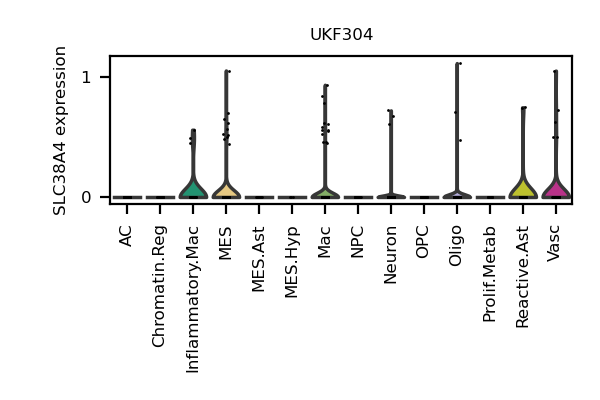 UKF304
SLC38A4 expression
1
0
AC
Chromatin.Reg
Inflammatory.Mac
MES
MES.Ast
MES.Hyp
Mac
NPC
Neuron
OPC
Oligo
Prolif.Metab
Reactive.Ast
Vasc